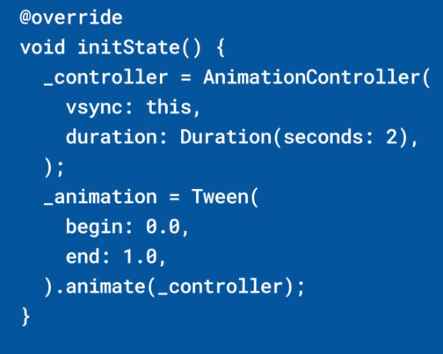 @override
void initState() {
  _controller = AnimationController(
    vsync: this,
    duration: Duration(seconds: 2),
  );
  _animation = Tween(
    begin: 0.0,
    end: 1.0,
  ).animate(_controller);
}